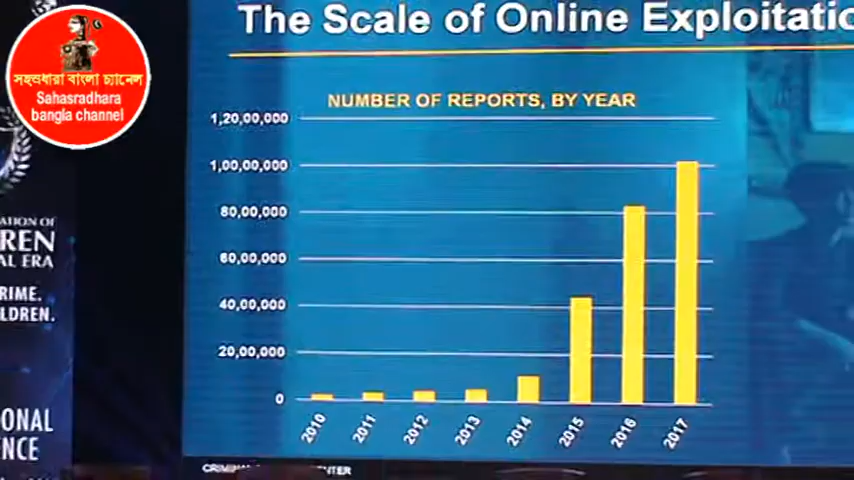 The Scale of Online Exploitatio
সহস্রধারা বাংলা চ্যানেল
Sahasradhara
bangla channel
NUMBER OF REPORTS, BY YEAR
1,20,00,000
1,00,00,000
80,00,000
60,00,000
40,00,000
20,00,000
0
2010 2011 2012 2013 2014 2015 2016 2017
ATION OF
REN
AL ERA
RIME.
LDREN.
ONAL
NCE